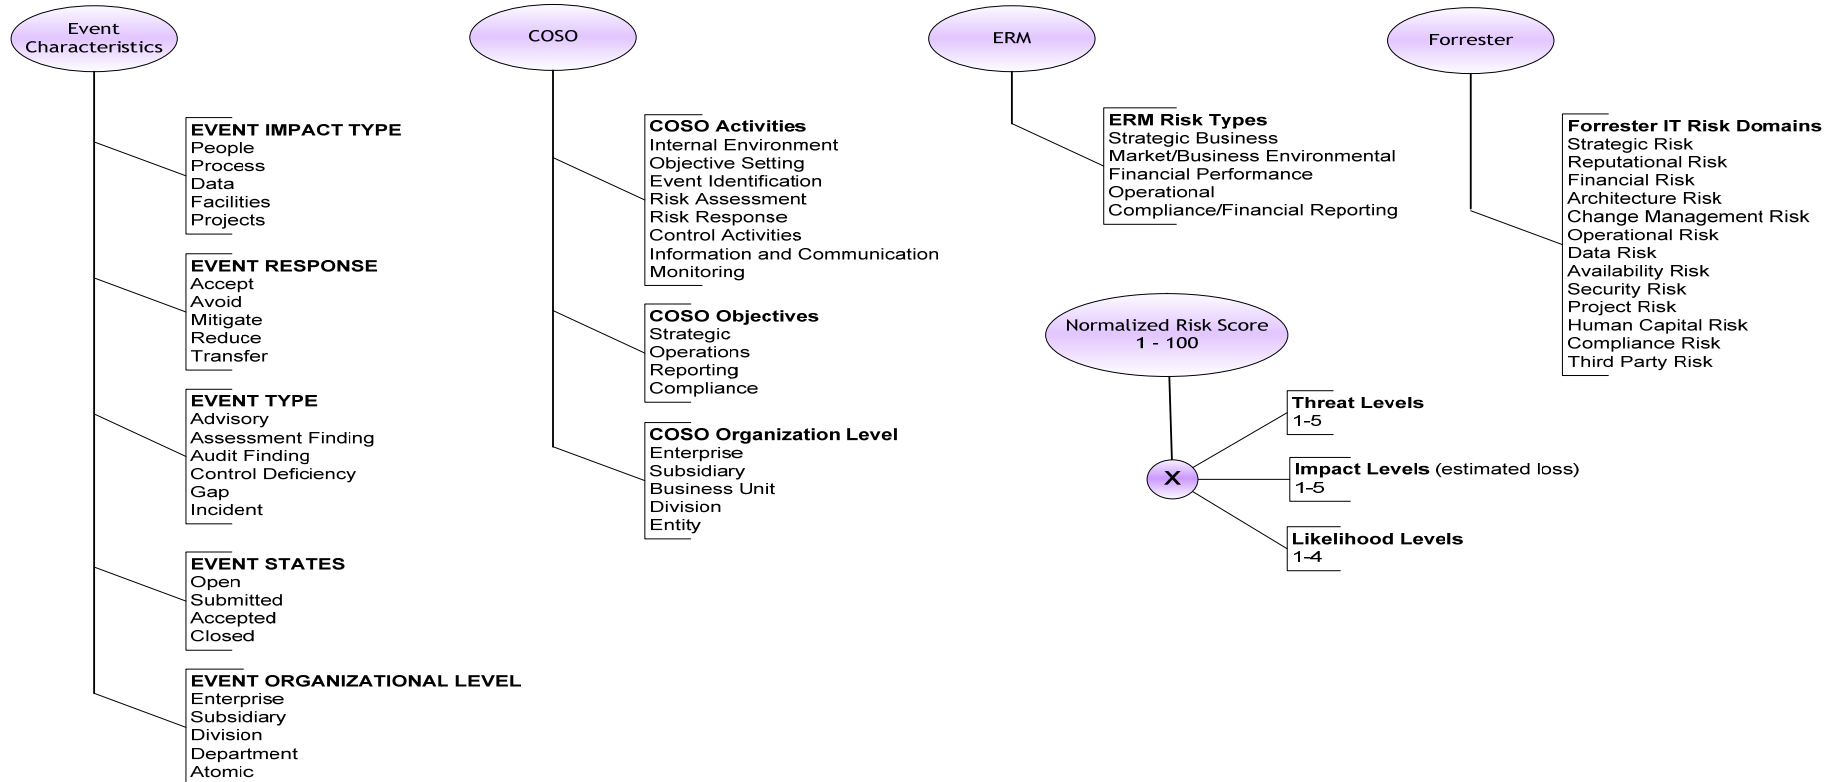 Event
Characteristics
EVENT IMPACT TYPE
People
Process
Data
Facilities
Projects
EVENT RESPONSE
Accept
Avoid
Mitigate
Reduce
Transfer
EVENT TYPE
Advisory
Assessment Finding
Audit Finding
Control Deficiency
Gap
Incident
EVENT STATES
Open
Submitted
Accepted
Closed
EVENT ORGANIZATIONAL LEVEL
Enterprise
Subsidiary
Division
Department
Atomic
COSO
COSO Activities
Internal Environment
Objective Setting
Event Identification
Risk Assessment
Risk Response
Control Activities
Information and Communication
Monitoring
COSO Objectives
Strategic
Operations
Reporting
Compliance
COSO Organization Level
Enterprise
Subsidiary
Business Unit
Division
Entity
ERM
ERM Risk Types
Strategic Business
Market/Business Environmental
Financial Performance
Operational
Compliance/Financial Reporting
Normalized Risk Score
1 - 100
X
Threat Levels
1-5
Impact Levels (estimated loss)
1-5
Likelihood Levels
1-4
Forrester
Forrester IT Risk Domains
Strategic Risk
Reputational Risk
Financial Risk
Architecture Risk
Change Management Risk
Operational Risk
Data Risk
Availability Risk
Security Risk
Project Risk
Human Capital Risk
Compliance Risk
Third Party Risk